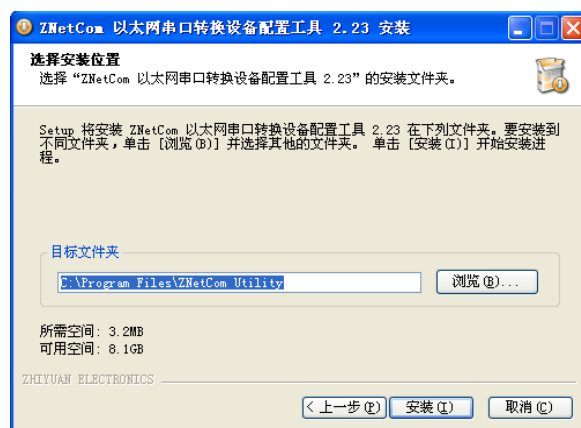 ZNetCom 以太网串口转换设备配置工具 2.23 安装
选择安装位置
选择“ZNetCom 以太网串口转换设备配置工具 2.23”的安装文件夹。
Setup 将安装 ZNetCom 以太网串口转换设备配置工具 2.23 在下列文件夹。要安装到
不同文件夹，单击 [浏览(B)] 并选择其他的文件夹。 单击 [安装(I)] 开始安装进
程。
目标文件夹
C:\Program Files\ZNetCom Utility
浏览(B)...
所需空间: 3.2MB
可用空间: 8.1GB
ZHIYUAN ELECTRONICS
< 上一步(P) 安装(I) 取消(C)